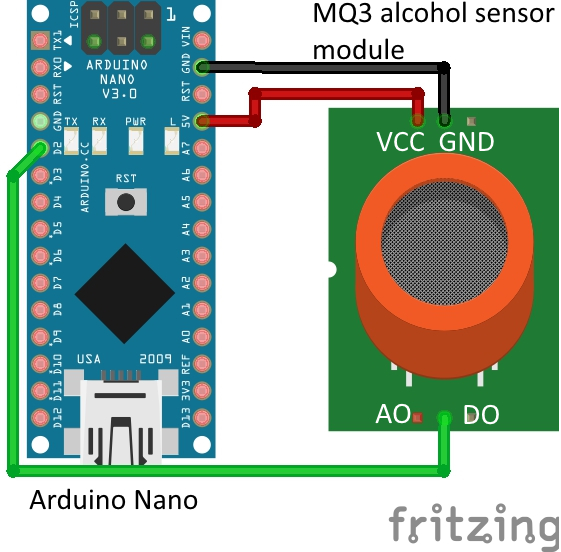 MQ3 alcohol sensor
module
ICSP
1
TX1
RX0
RST
GND
D2
D3
D4
D5
D6
D7
D8
D9
D10
D11
D12
ARDUINO
NANO
V3.0
TX RX PWR L
ARDUINO.CC
RST
USA 2009
VIN
GND
RST
5V
A7
A6
A5
A4
A3
A2
A1
A0
REF
3V3
D13
VCC GND
AO DO
Arduino Nano
fritzing